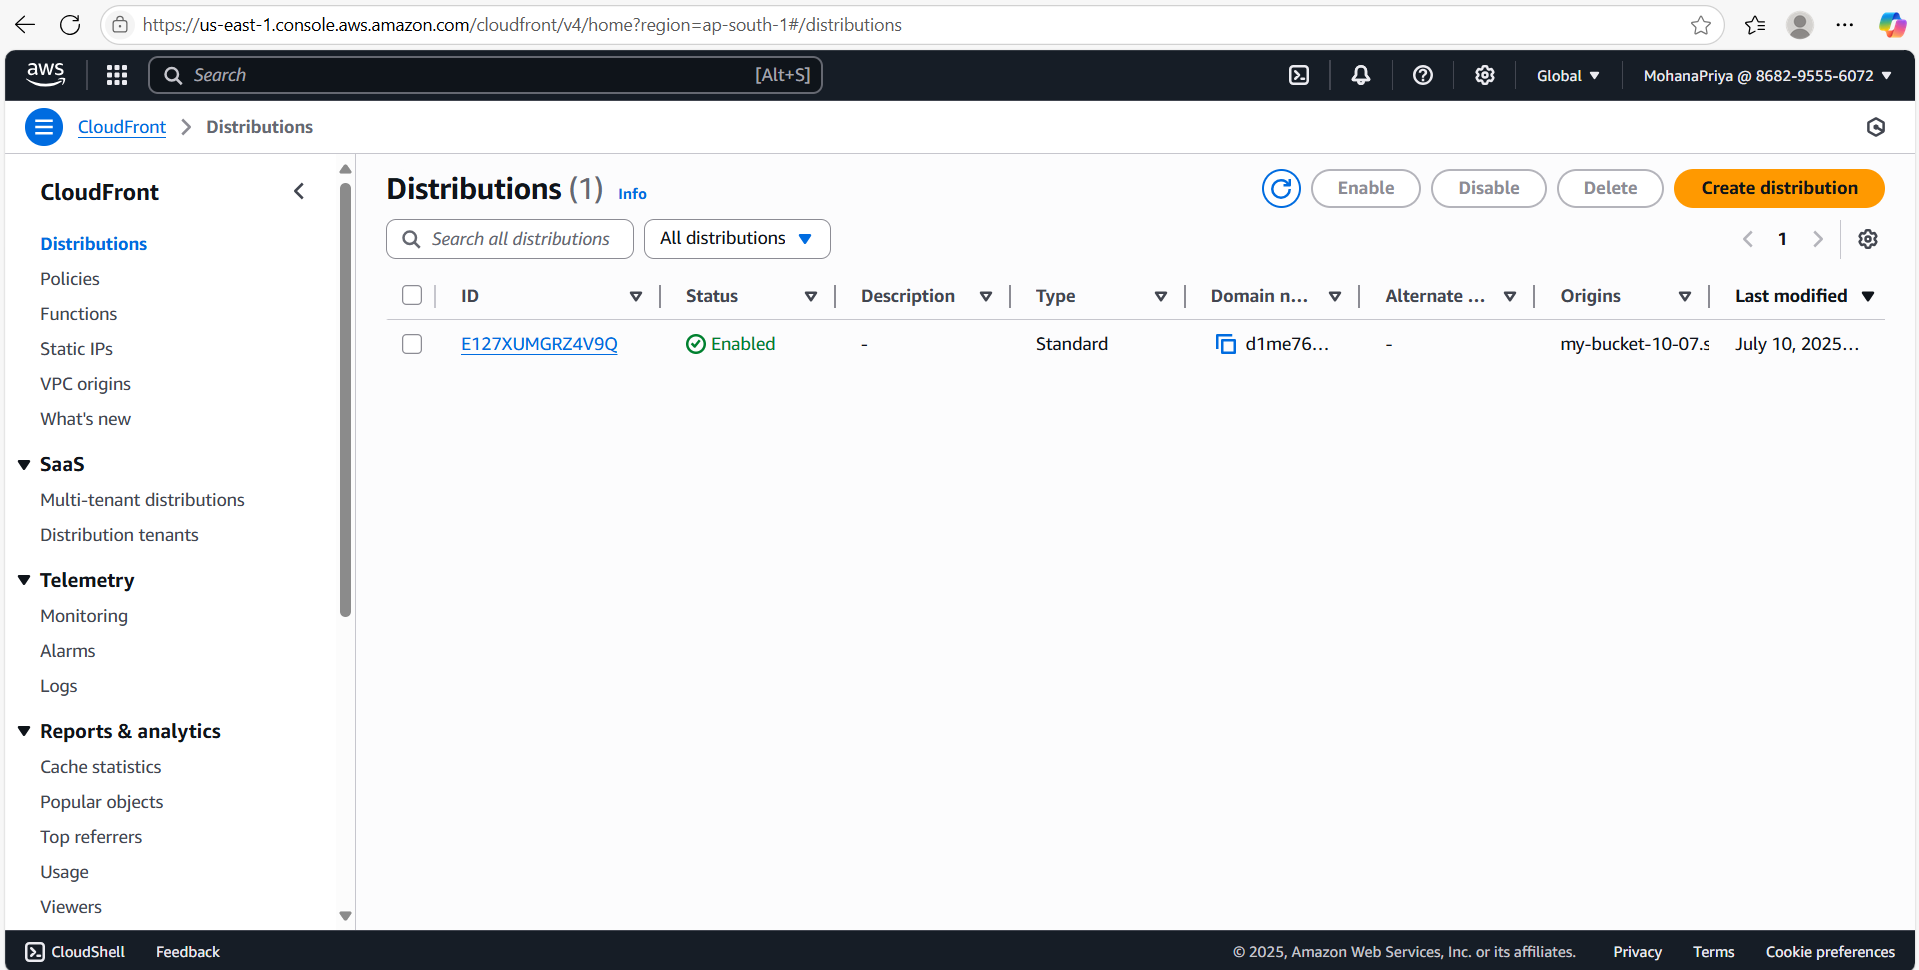 https://us-east-1.console.aws.amazon.com/cloudfront/v4/home?region=ap-south-1#/distributions
aws Search [Alt+S] Global MohanaPriya @ 8682-9555-6072
CloudFront Distributions
CloudFront
Distributions
Policies
Functions
Static IPs
VPC origins
What's new
SaaS
Multi-tenant distributions
Distribution tenants
Telemetry
Monitoring
Alarms
Logs
Reports & analytics
Cache statistics
Popular objects
Top referrers
Usage
Viewers
Distributions (1) Info Enable Disable Delete Create distribution
Search all distributions All distributions 1
ID Status Description Type Domain n... Alternate ... Origins Last modified
E127XUMGRZ4V9Q Enabled - Standard d1me76... - my-bucket-10-07.s July 10, 2025...
CloudShell Feedback © 2025, Amazon Web Services, Inc. or its affiliates. Privacy Terms Cookie preferences